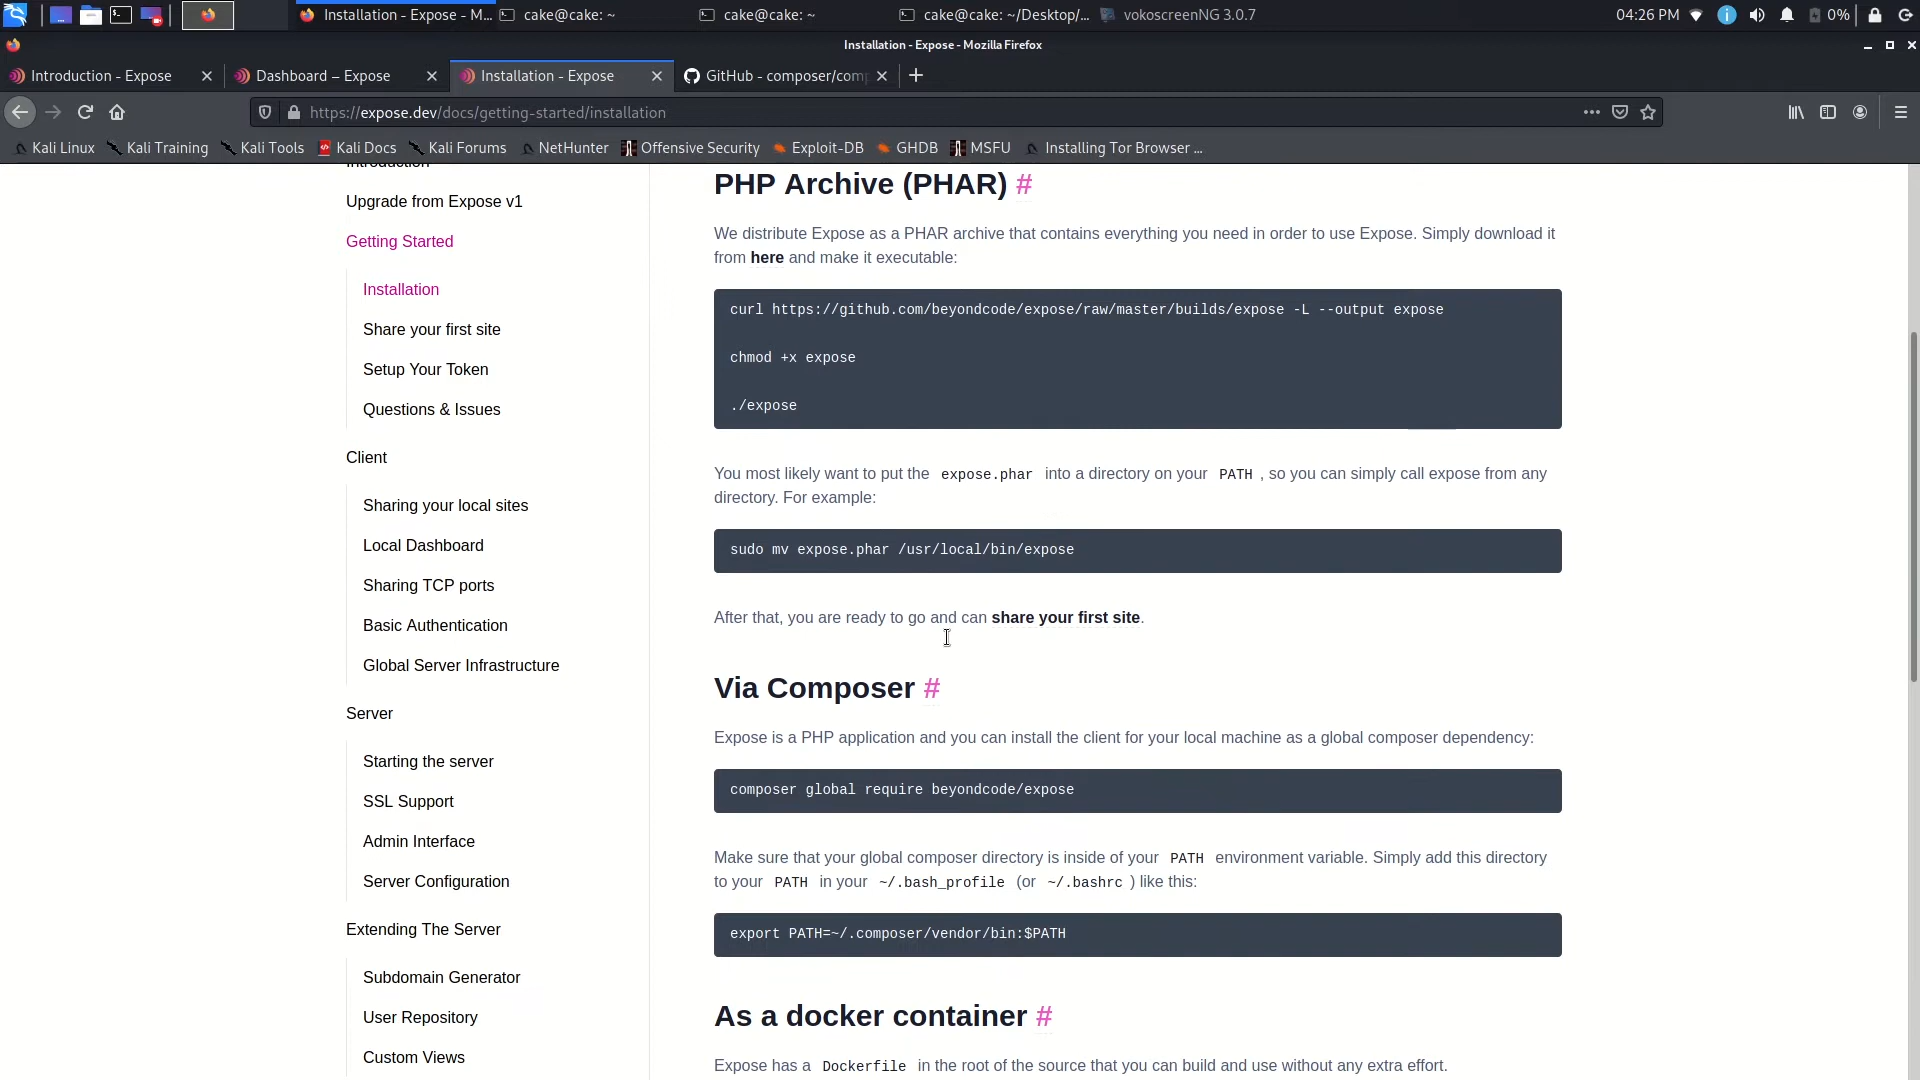 Installation - Expose - M...
cake@cake: ~
cake@cake: ~
cake@cake: ~/Desktop/...
vokoscreenNG 3.0.7
04:26 PM
0%
Installation - Expose - Mozilla Firefox
Introduction - Expose
Dashboard – Expose
Installation - Expose
GitHub - composer/comp
https://expose.dev/docs/getting-started/installation
Kali Linux
Kali Training
Kali Tools
Kali Docs
Kali Forums
NetHunter
Offensive Security
Exploit-DB
GHDB
MSFU
Installing Tor Browser ...
Introduction
Upgrade from Expose v1
Getting Started
Installation
Share your first site
Setup Your Token
Questions & Issues
Client
Sharing your local sites
Local Dashboard
Sharing TCP ports
Basic Authentication
Global Server Infrastructure
Server
Starting the server
SSL Support
Admin Interface
Server Configuration
Extending The Server
Subdomain Generator
User Repository
Custom Views
PHP Archive (PHAR) #
We distribute Expose as a PHAR archive that contains everything you need in order to use Expose. Simply download it
from here and make it executable:
curl https://github.com/beyondcode/expose/raw/master/builds/expose -L --output expose
chmod +x expose
./expose
You most likely want to put the expose.phar into a directory on your PATH , so you can simply call expose from any
directory. For example:
sudo mv expose.phar /usr/local/bin/expose
After that, you are ready to go and can share your first site.
Via Composer #
Expose is a PHP application and you can install the client for your local machine as a global composer dependency:
composer global require beyondcode/expose
Make sure that your global composer directory is inside of your PATH environment variable. Simply add this directory
to your PATH in your ~/.bash_profile (or ~/.bashrc ) like this:
export PATH=~/.composer/vendor/bin:$PATH
As a docker container #
Expose has a Dockerfile in the root of the source that you can build and use without any extra effort.